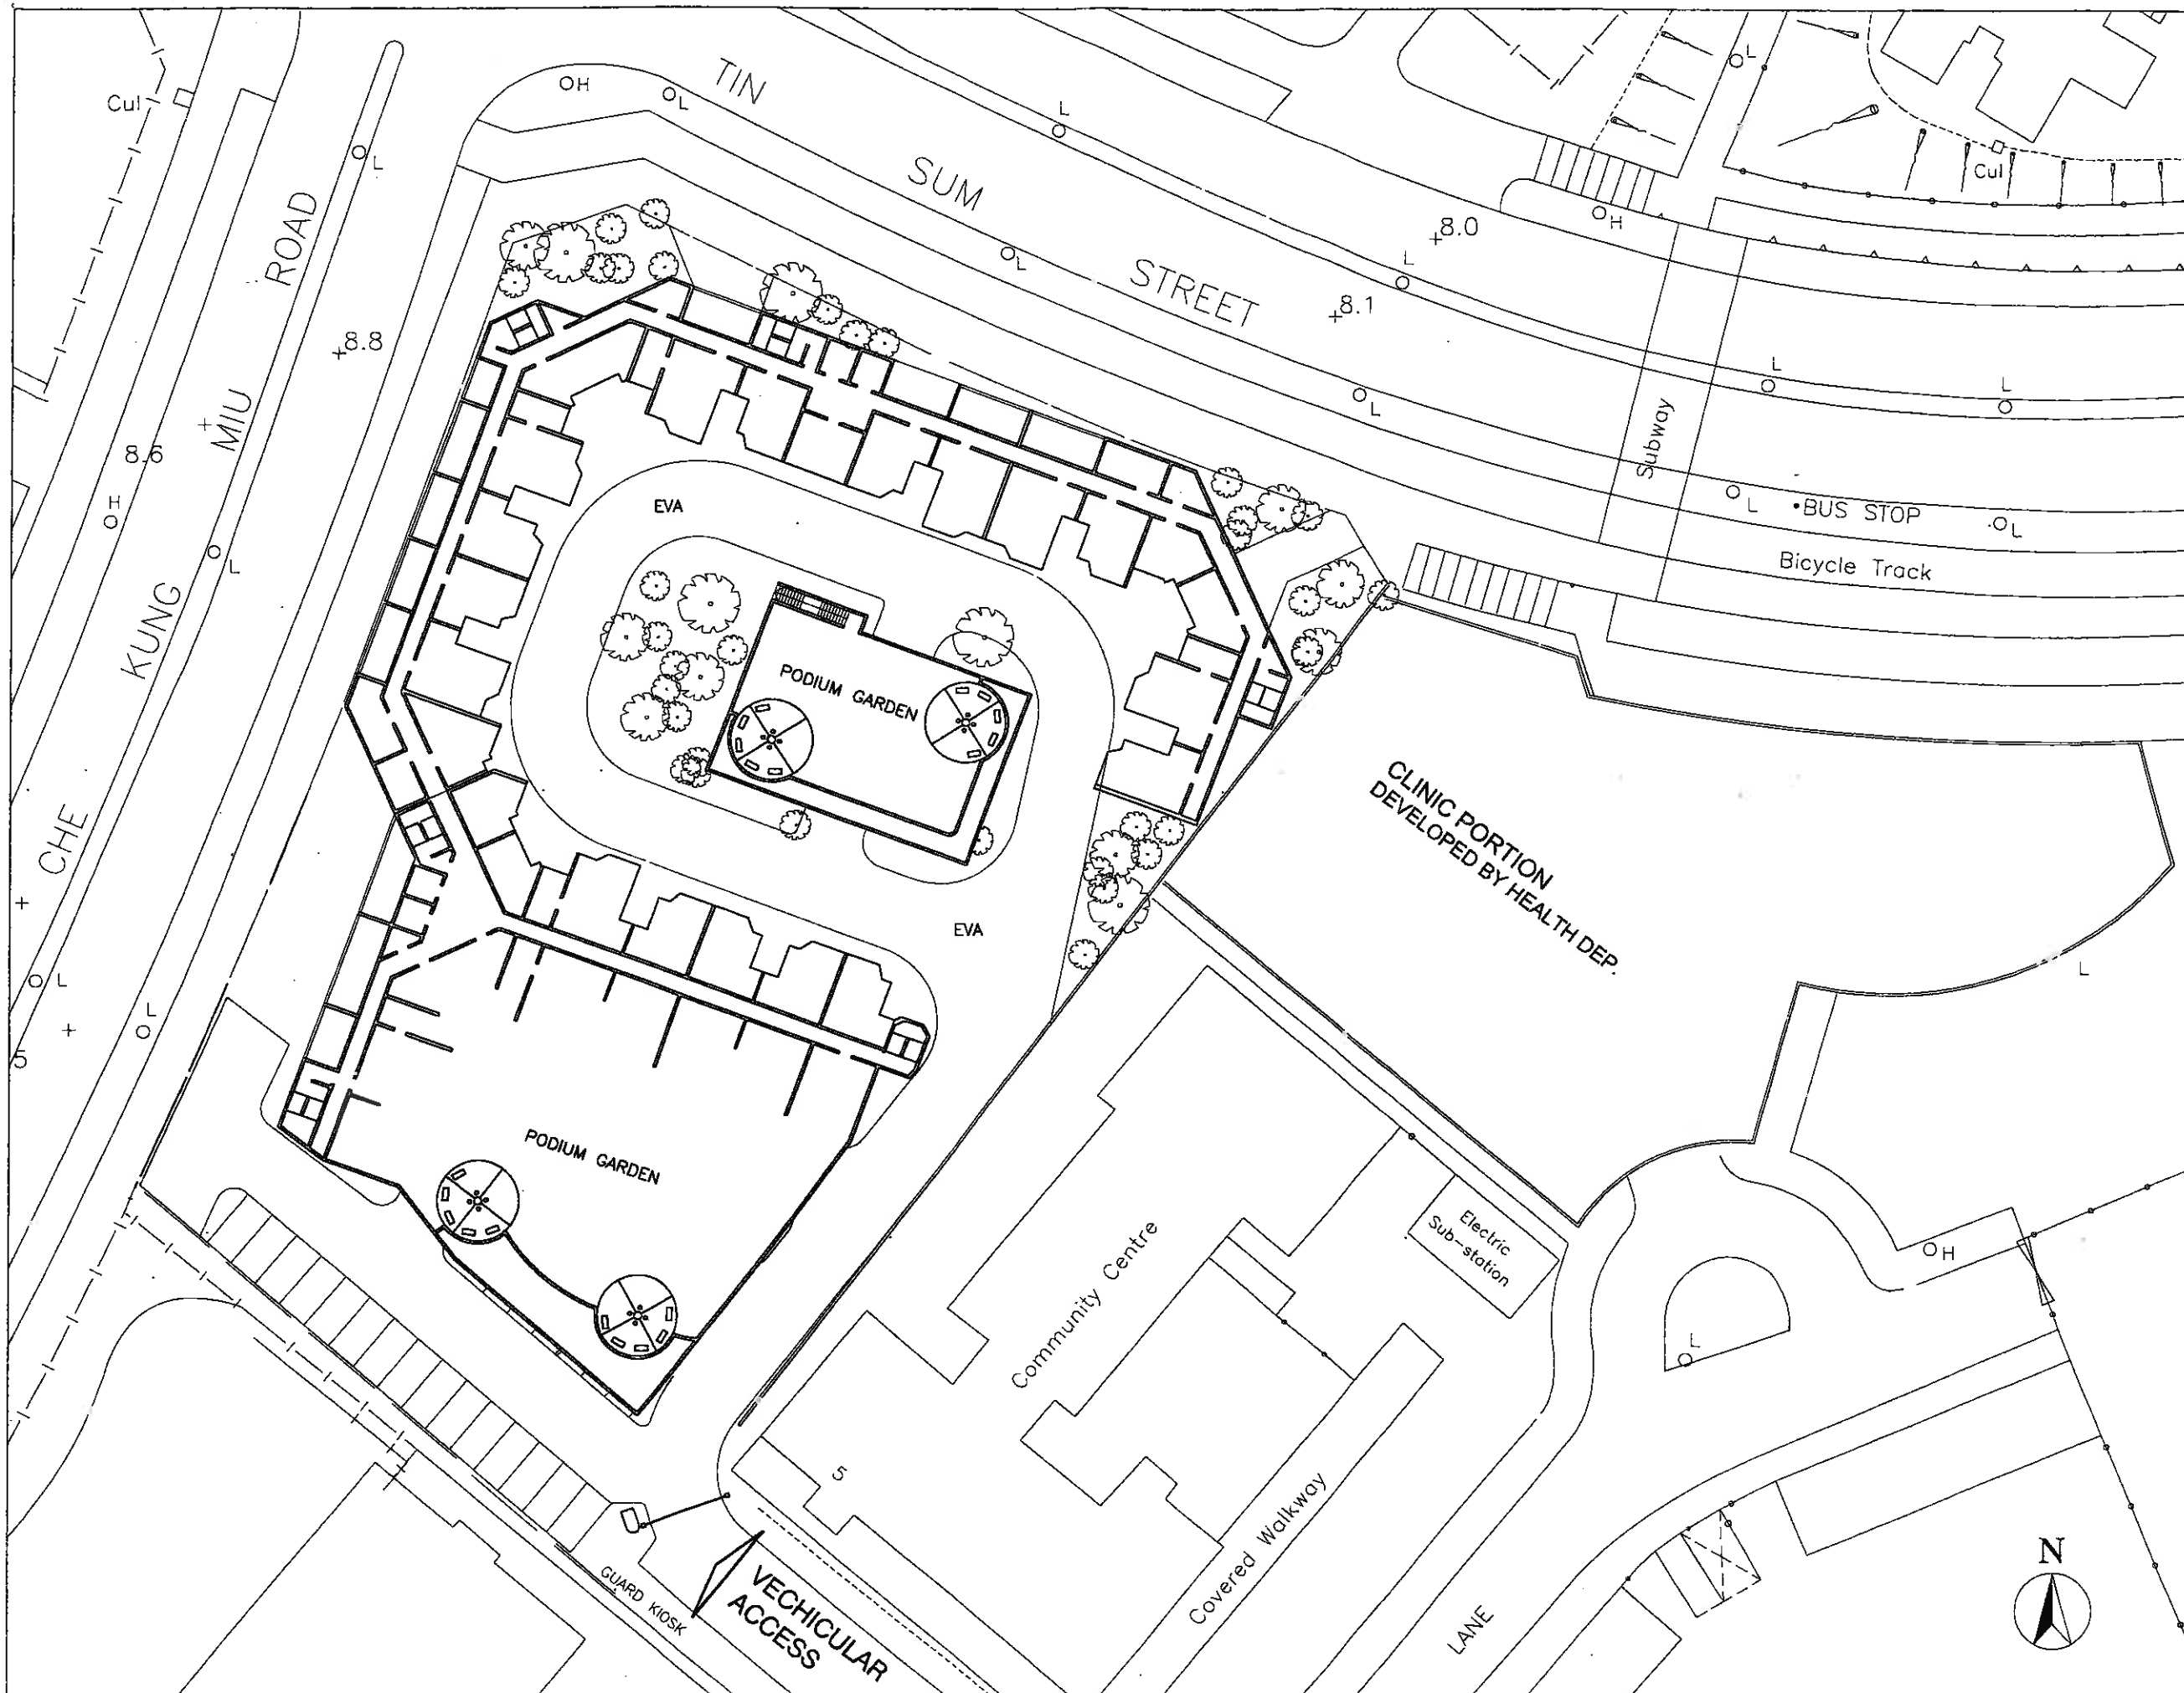 TIN SUM STREET
CHE KUNG MIU ROAD
Cul
H
L
L
L
L
Cul
H
8.0
8.1
8.8
8.6
L
L
L
L
L
H
L
L
L
L
Subway
BUS STOP
L
Bicycle Track
EVA
PODIUM GARDEN
EVA
CLINIC PORTION
DEVELOPED BY HEALTH DEP.
L
L
L
5
PODIUM GARDEN
Community Centre
Electric
Sub-station
H
L
5
Covered Walkway
LANE
GUARD KIOSK
VECHICULAR
ACCESS
N